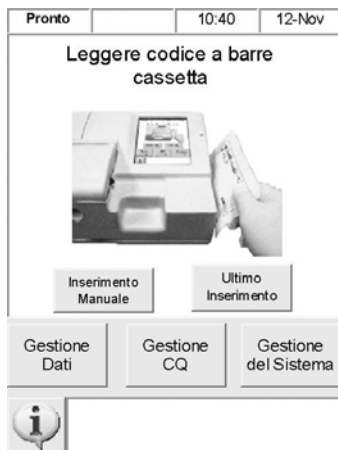 Pronto 10:40 12-Nov
Leggere codice a barre
cassetta
Inserimento
Manuale
Ultimo
Inserimento
Gestione
Dati
Gestione
CQ
Gestione
del Sistema
i